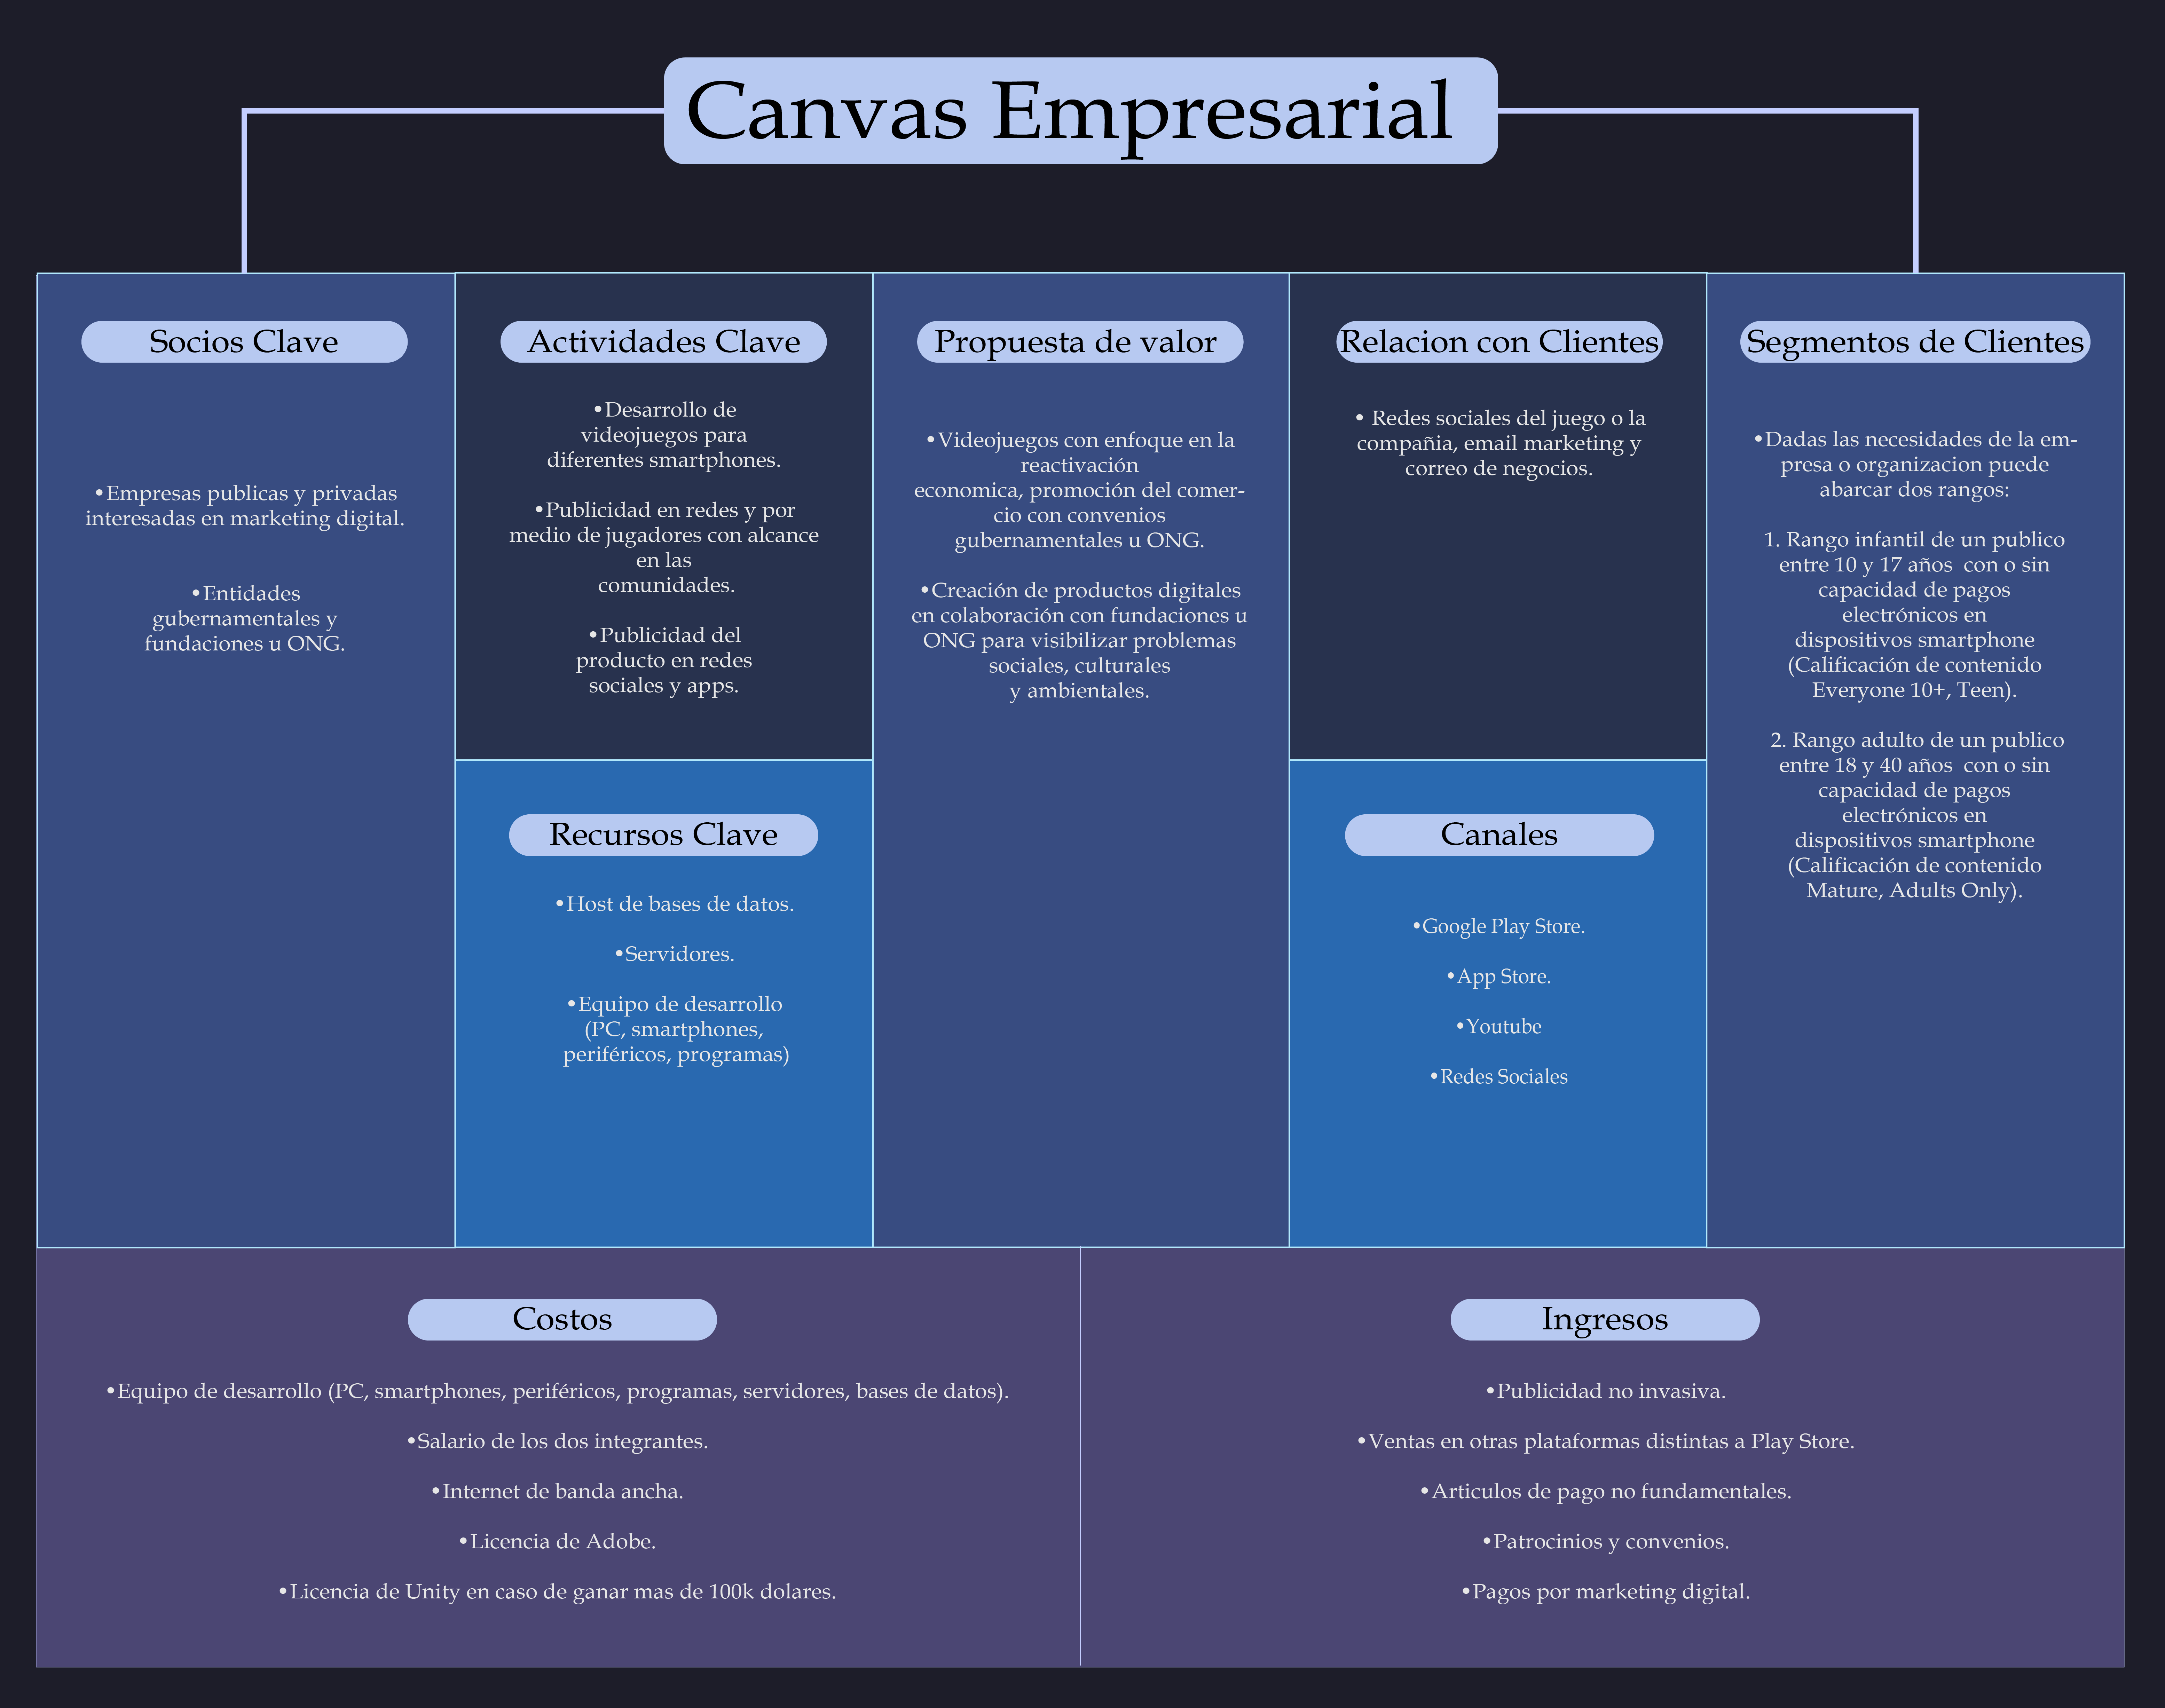 Canvas Empresarial
Socios Clave
•Empresas publicas y privadas
interesadas en marketing digital.
•Entidades
gubernamentales y
fundaciones u ONG.
Actividades Clave
•Desarrollo de
videojuegos para
diferentes smartphones.
•Publicidad en redes y por
medio de jugadores con alcance
en las
comunidades.
•Publicidad del
producto en redes
sociales y apps.
Recursos Clave
•Host de bases de datos.
•Servidores.
•Equipo de desarrollo
(PC, smartphones,
periféricos, programas)
Propuesta de valor
•Videojuegos con enfoque en la
reactivación
economica, promoción del comer-
cio con convenios
gubernamentales u ONG.
•Creación de productos digitales
en colaboración con fundaciones u
ONG para visibilizar problemas
sociales, culturales
y ambientales.
Relacion con Clientes
• Redes sociales del juego o la
compañia, email marketing y
correo de negocios.
Canales
•Google Play Store.
•App Store.
•Youtube
•Redes Sociales
Segmentos de Clientes
•Dadas las necesidades de la em-
presa o organizacion puede
abarcar dos rangos:
1. Rango infantil de un publico
entre 10 y 17 años con o sin
capacidad de pagos
electrónicos en
dispositivos smartphone
(Calificación de contenido
Everyone 10+, Teen).
2. Rango adulto de un publico
entre 18 y 40 años con o sin
capacidad de pagos
electrónicos en
dispositivos smartphone
(Calificación de contenido
Mature, Adults Only).
Costos
•Equipo de desarrollo (PC, smartphones, periféricos, programas, servidores, bases de datos).
•Salario de los dos integrantes.
•Internet de banda ancha.
•Licencia de Adobe.
•Licencia de Unity en caso de ganar mas de 100k dolares.
Ingresos
•Publicidad no invasiva.
•Ventas en otras plataformas distintas a Play Store.
•Articulos de pago no fundamentales.
•Patrocinios y convenios.
•Pagos por marketing digital.